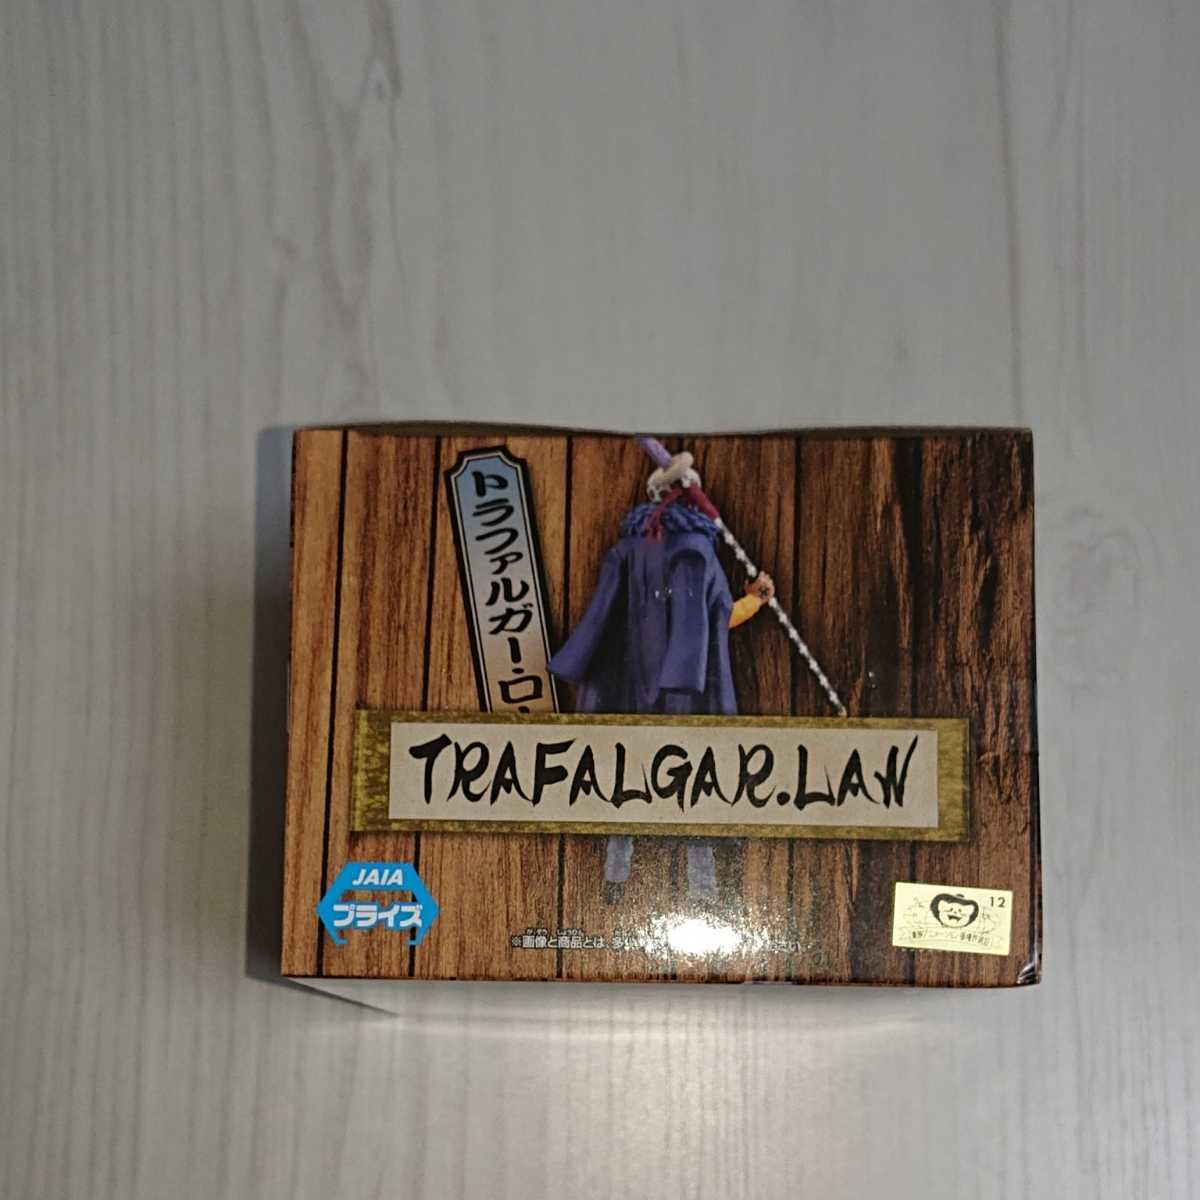 トラファルガー・ロー
TRAFALGAR.LAW
JAIA
プライズ
※画像と商品とは、多
12